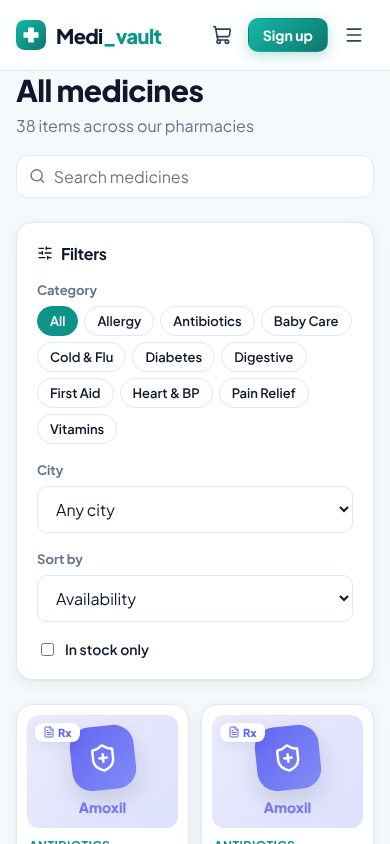 Medi_vault
Sign up
All medicines
38 items across our pharmacies
Search medicines
Filters
Category
All Allergy Antibiotics Baby Care
Cold & Flu Diabetes Digestive
First Aid Heart & BP Pain Relief
Vitamins
City
Any city
Sort by
Availability
In stock only
Rx Rx
Amoxil Amoxil
ANTIBIOTICS ANTIBIOTICS